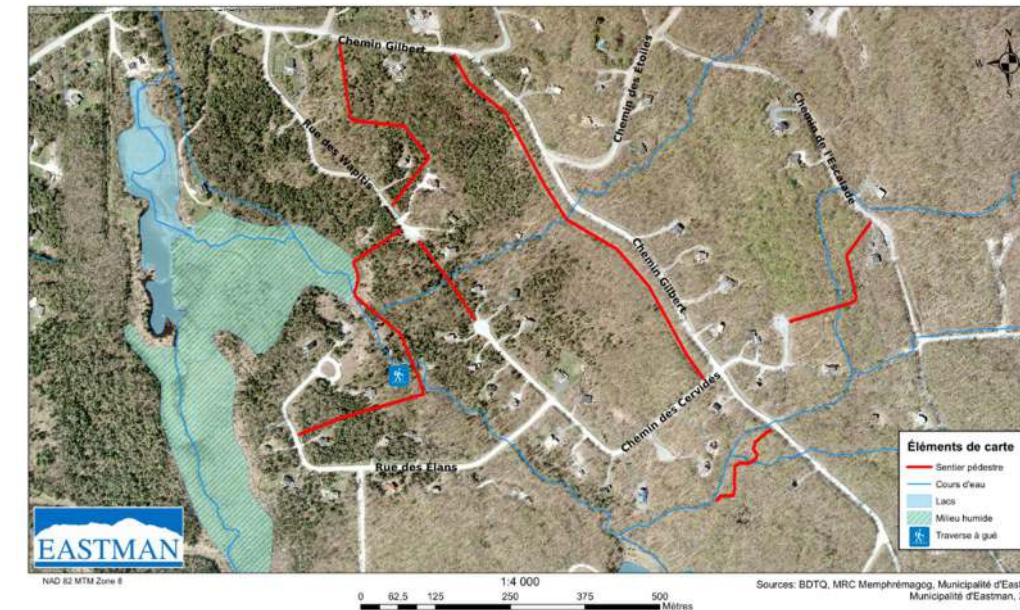 Chemin Gilbert
Chemin des Étoiles
Rue des Wapitis
Chemin de l'Escalade
Chemin Gilbert
Chemin des Cervidés
Rue des Élans
N
W
E
S
Éléments de carte
Sentier pédestre
Cours d'eau
Lacs
Milieu humide
Traverse à gué
EASTMAN
NAD 82 MTM Zone 8
1:4 000
0 62,5 125 250 375 500
Mètres
Sources: BDTQ, MRC Memphrémagog, Municipalité d'East
Municipalité d'Eastman,